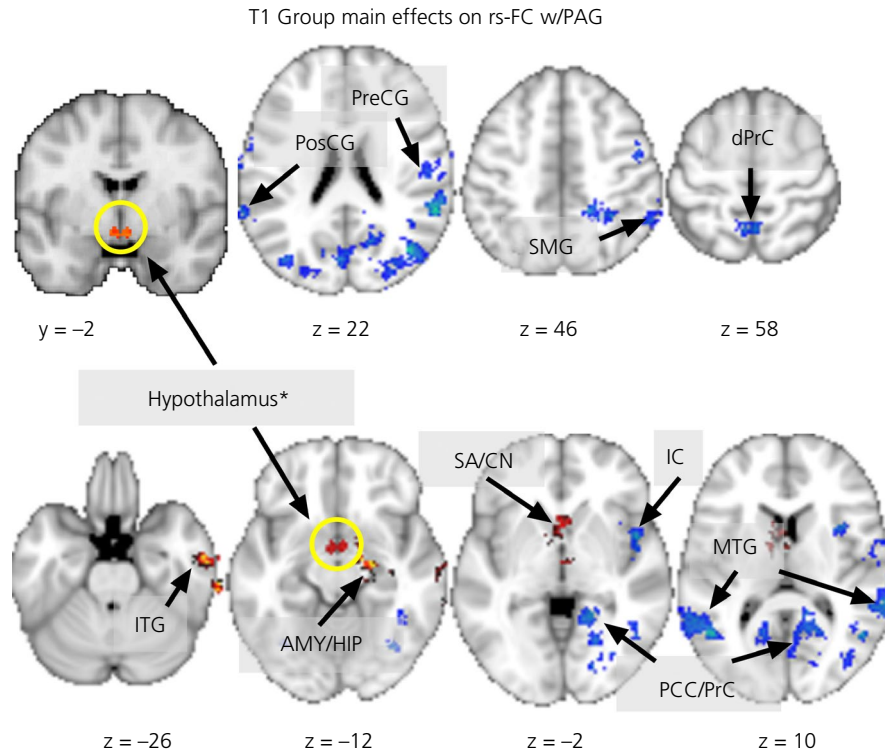 T1 Group main effects on rs-FC w/PAG
PreCG
PosCG
dPrC
SMG
y = –2
z = 22
z = 46
z = 58
Hypothalamus*
SA/CN
IC
MTG
ITG
AMY/HIP
PCC/PrC
z = –26
z = –12
z = –2
z = 10